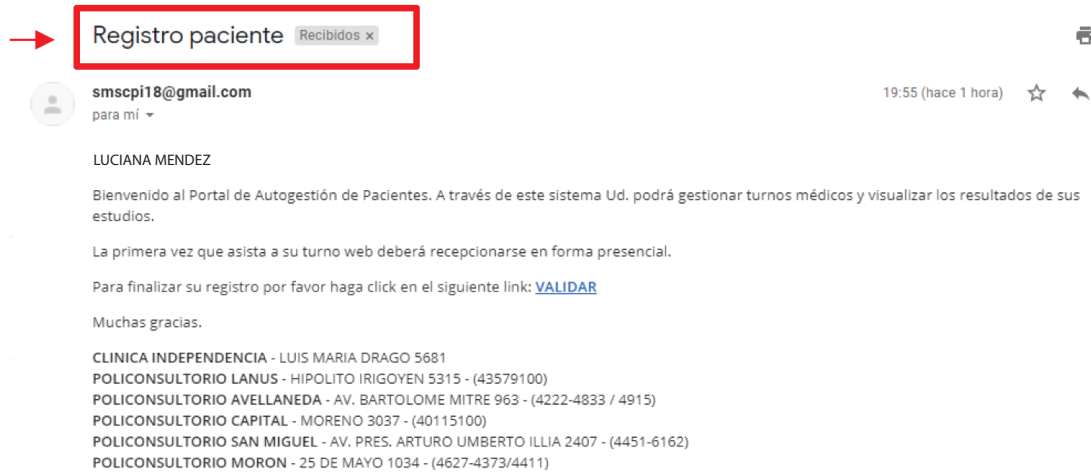 Registro paciente Recibidos x
smscpi18@gmail.com
19:55 (hace 1 hora)
para mí
LUCIANA MENDEZ
Bienvenido al Portal de Autogestión de Pacientes. A través de este sistema Ud. podrá gestionar turnos médicos y visualizar los resultados de sus
estudios.
La primera vez que asista a su turno web deberá recepcionarse en forma presencial.
Para finalizar su registro por favor haga click en el siguiente link: VALIDAR
Muchas gracias.
CLINICA INDEPENDENCIA - LUIS MARIA DRAGO 5681
POLICONSULTORIO LANUS - HIPOLITO IRIGOYEN 5315 - (43579100)
POLICONSULTORIO AVELLANEDA - AV. BARTOLOME MITRE 963 - (4222-4833 / 4915)
POLICONSULTORIO CAPITAL - MORENO 3037 - (40115100)
POLICONSULTORIO SAN MIGUEL - AV. PRES. ARTURO UMBERTO ILLIA 2407 - (4451-6162)
POLICONSULTORIO MORON - 25 DE MAYO 1034 - (4627-4373/4411)